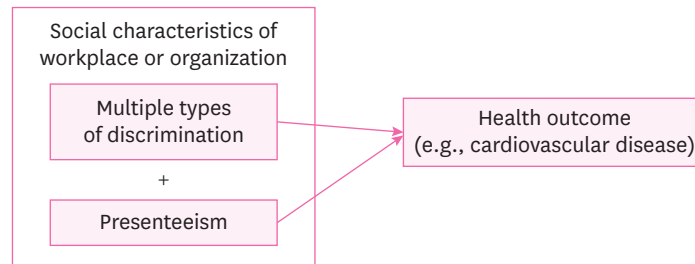 Social characteristics of
workplace or organization
Multiple types
of discrimination
+
Presenteeism
Health outcome
(e.g., cardiovascular disease)